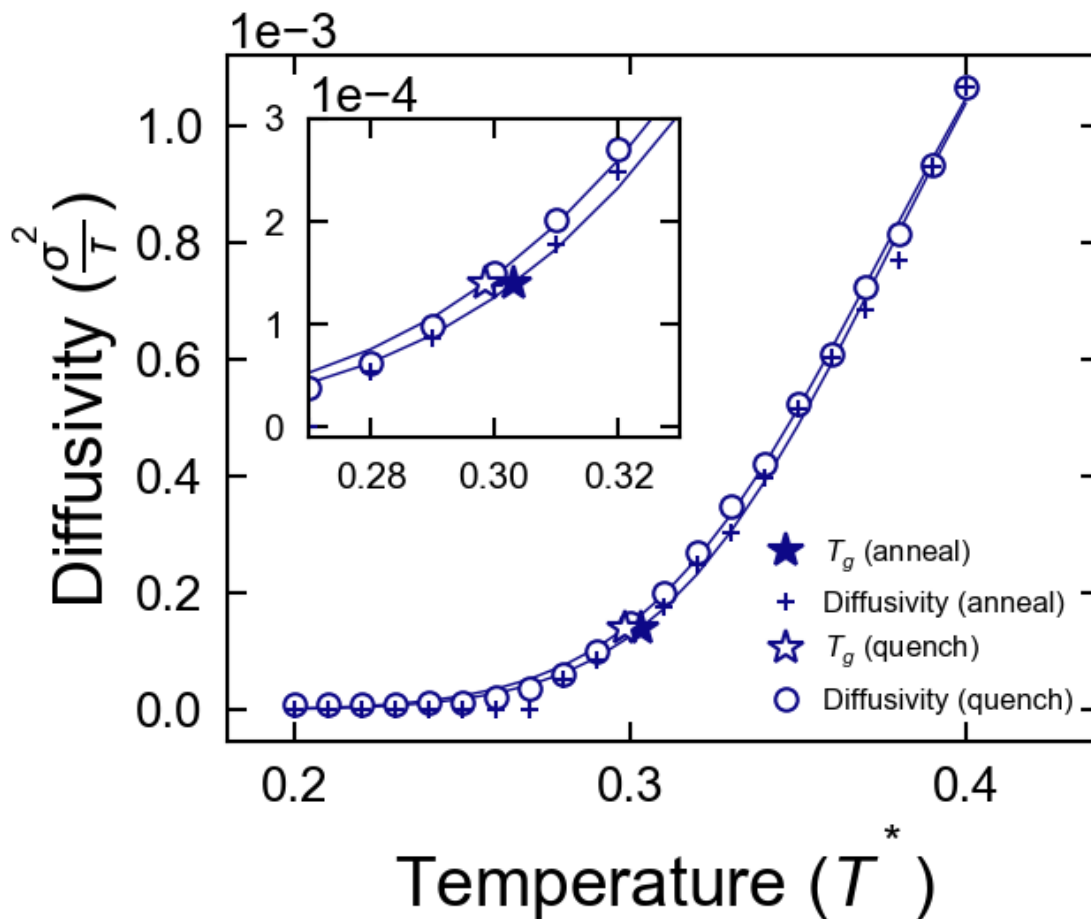 1e−3
Diffusivity (σ²/T)
1.0
0.8
0.6
0.4
0.2
0.0
1e−4
3
2
1
0
0.28 0.30 0.32
T_g (anneal)
Diffusivity (anneal)
T_g (quench)
Diffusivity (quench)
0.2 0.3 0.4
Temperature (T*)